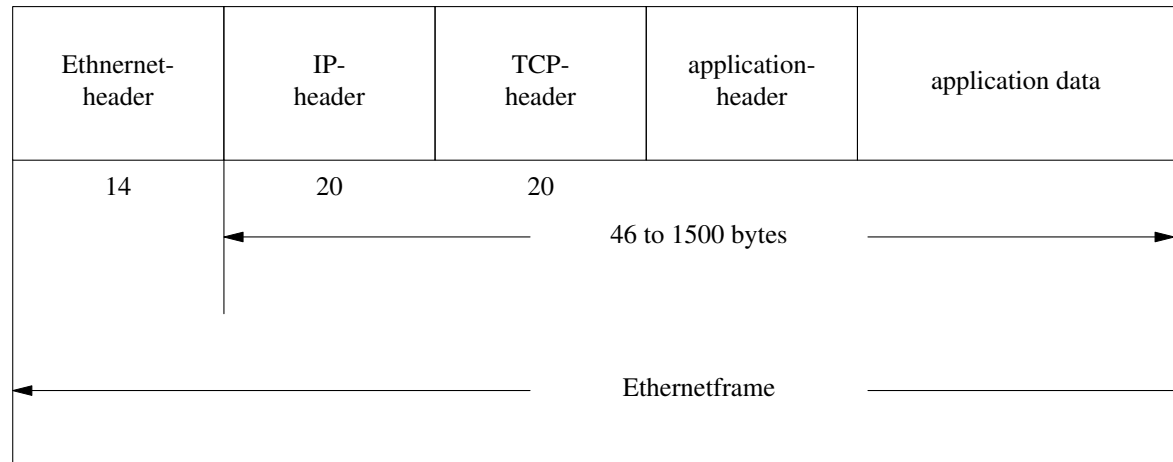 Ethnernet-
header
IP-
header
TCP-
header
application-
header
application data
14
20
20
46 to 1500 bytes
Ethernetframe